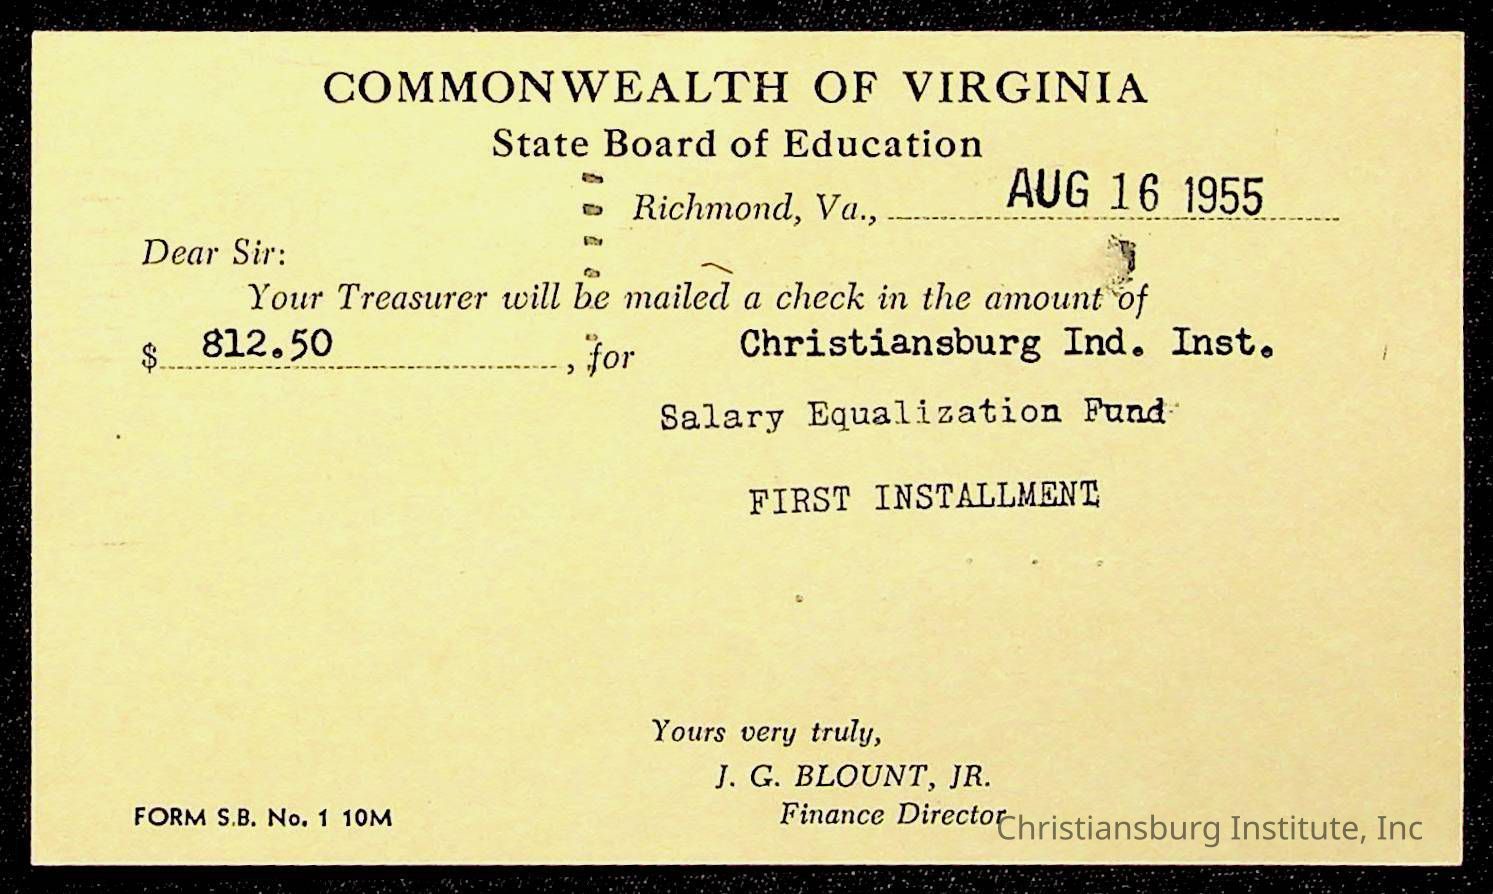 COMMONWEALTH OF VIRGINIA
State Board of Education
Richmond, Va., AUG 16 1955
Dear Sir:
Your Treasurer will be mailed a check in the amount of
$ 812.50, for Christiansburg Ind. Inst.
Salary Equalization Fund
FIRST INSTALLMENT
Yours very truly,
J. G. BLOUNT, JR.
Finance Director
FORM S.B. No. 1 10M
Christiansburg Institute, Inc